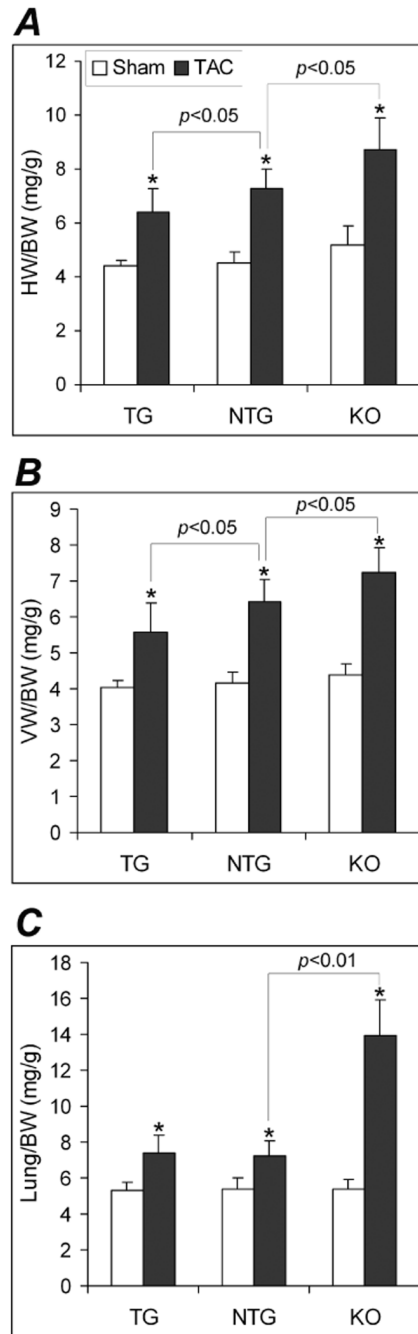 A
Sham TAC
p<0.05
p<0.05
*
*
*
HW/BW (mg/g)
12
10
8
6
4
2
0
TG NTG KO
B
p<0.05
p<0.05
*
*
*
VW/BW (mg/g)
9
8
7
6
5
4
3
2
1
0
TG NTG KO
C
p<0.01
*
*
*
Lung/BW (mg/g)
18
16
14
12
10
8
6
4
2
0
TG NTG KO